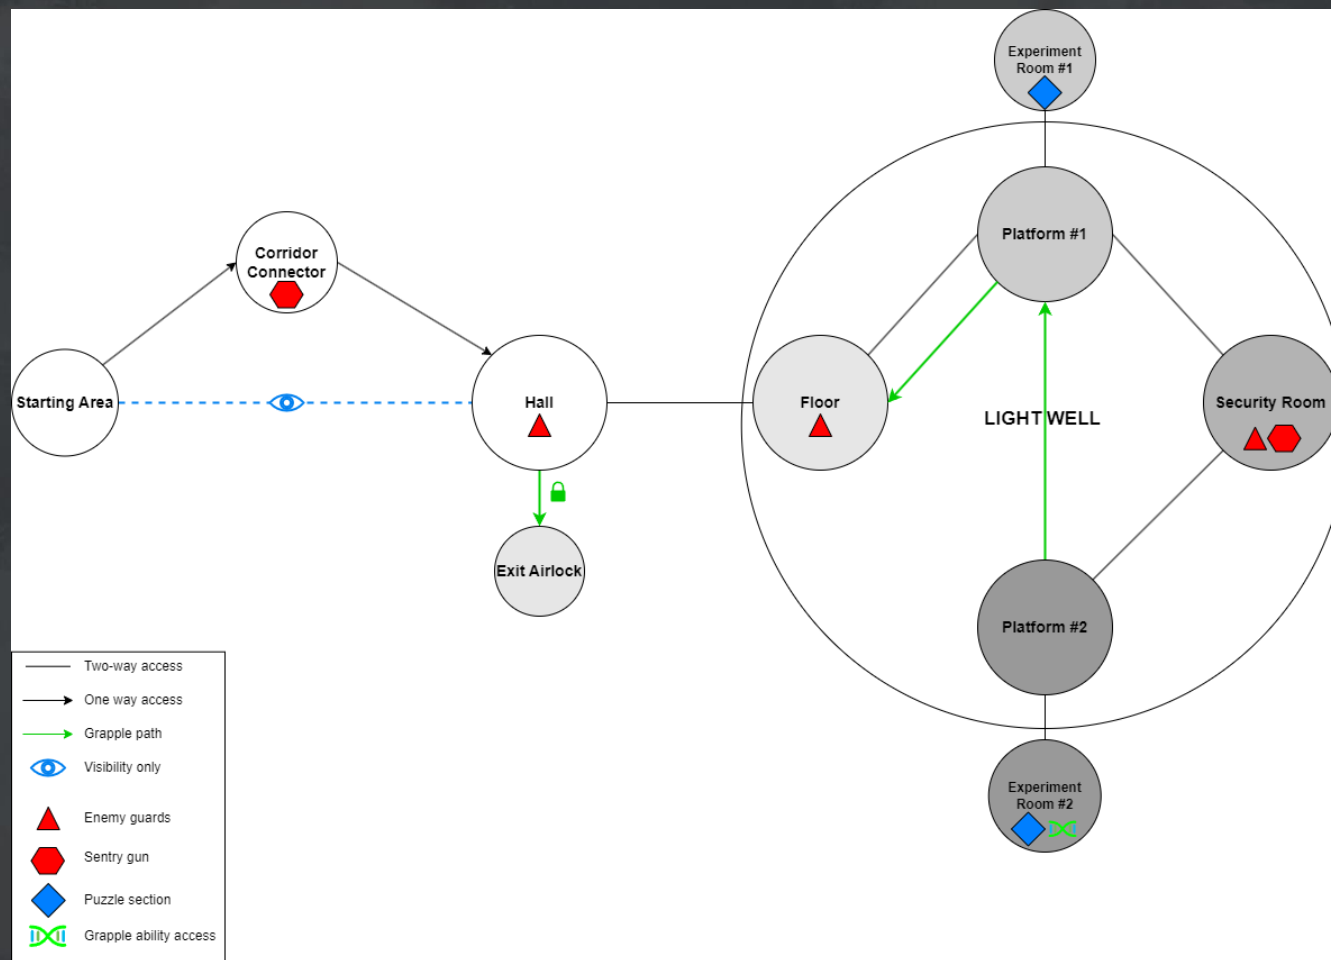 Experiment
Room #1
Platform #1
Corridor
Connector
Starting Area
Hall
Floor
Security Room
LIGHT WELL
Exit Airlock
Platform #2
Experiment
Room #2
Two-way access
One way access
Grapple path
Visibility only
Enemy guards
Sentry gun
Puzzle section
Grapple ability access